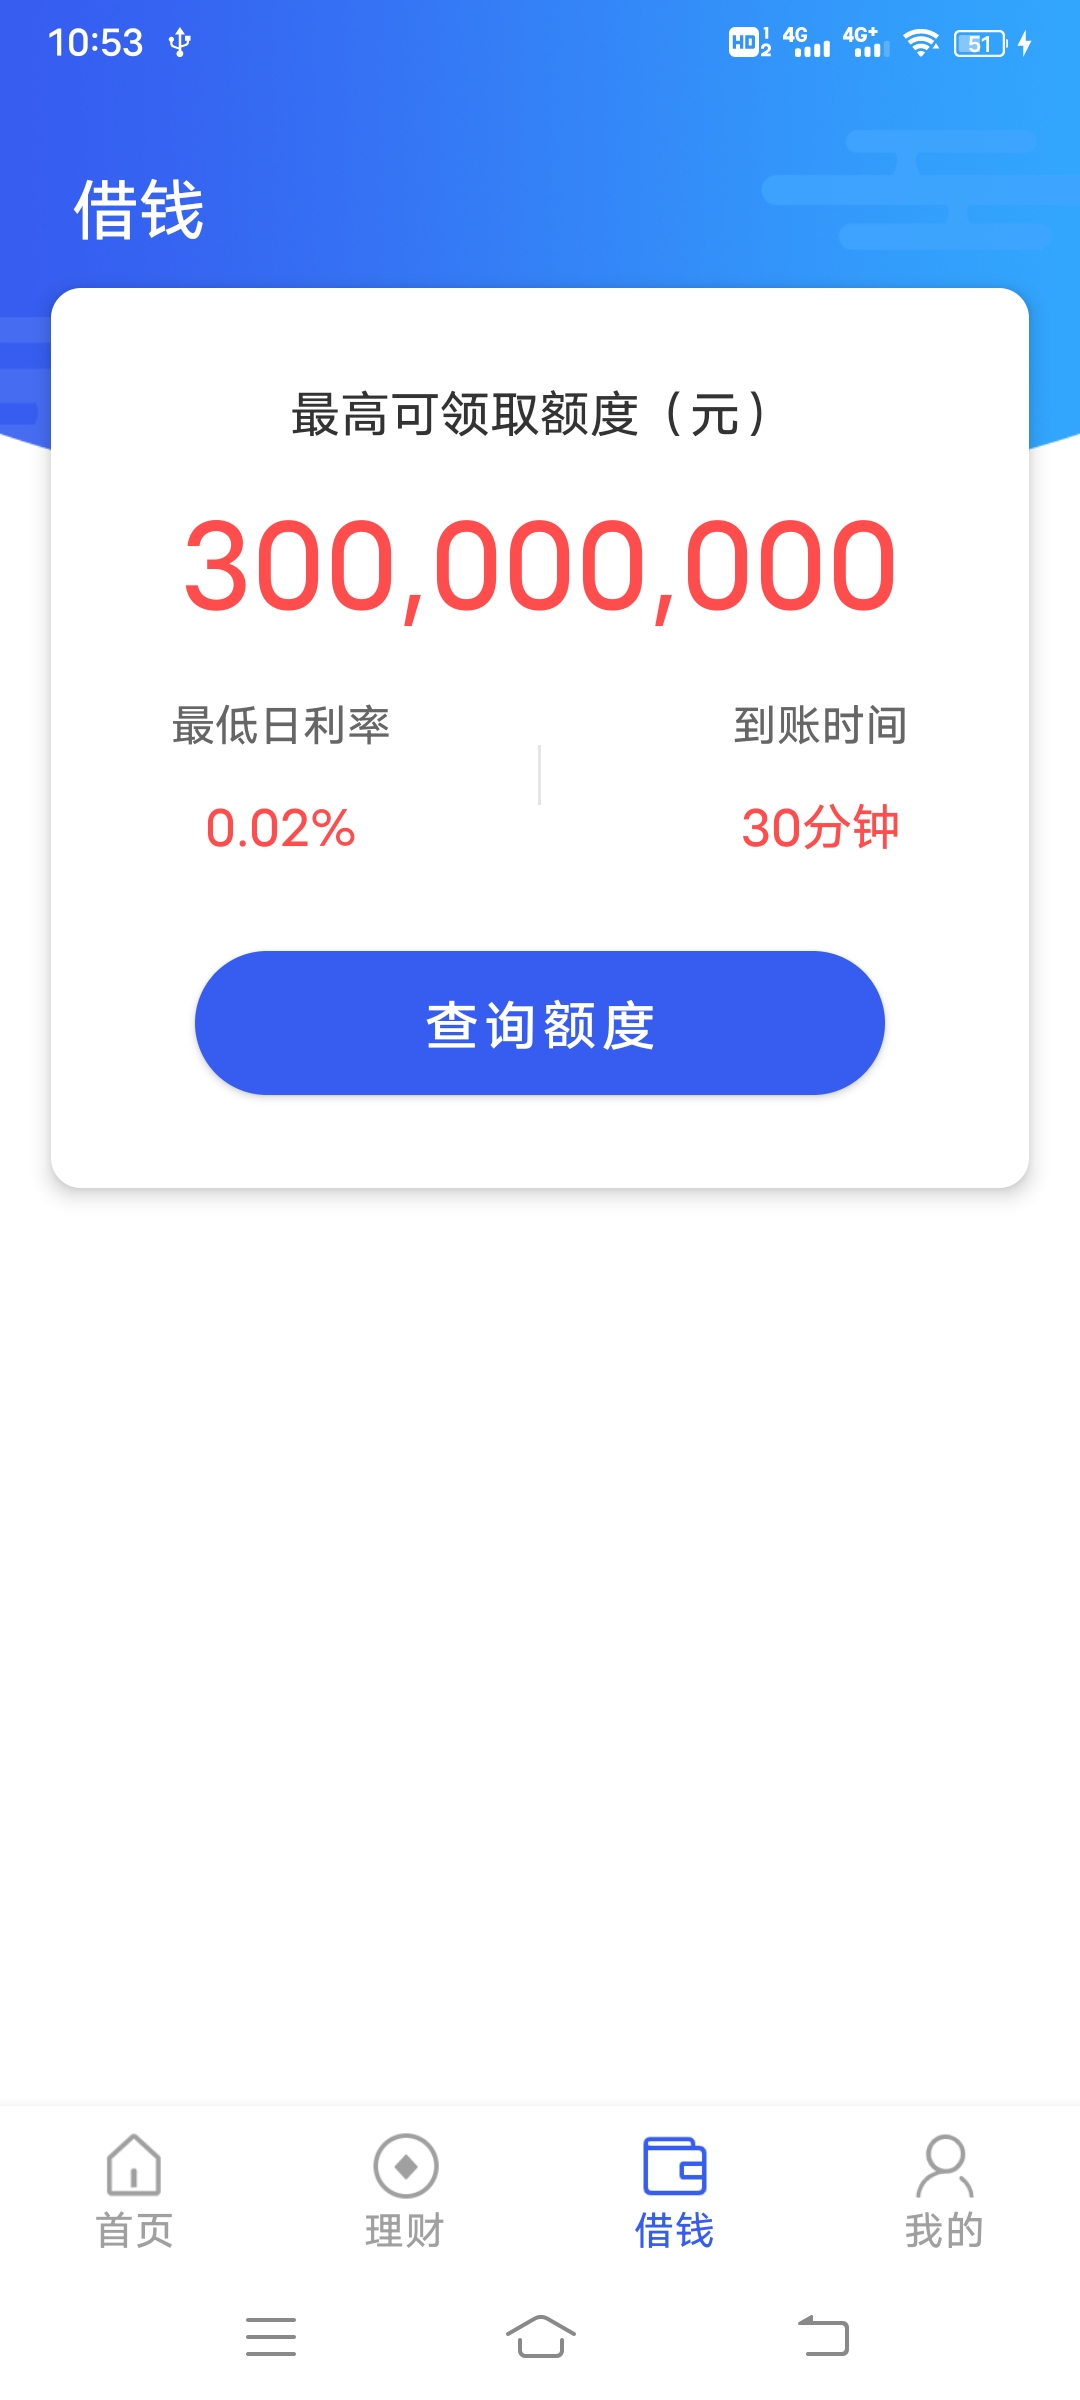 10:53 HD 1 2 4G 4G+ 51
借钱
最高可领取额度（元）
300,000,000
最低日利率 到账时间
0.02% 30分钟
查询额度
首页 理财 借钱 我的